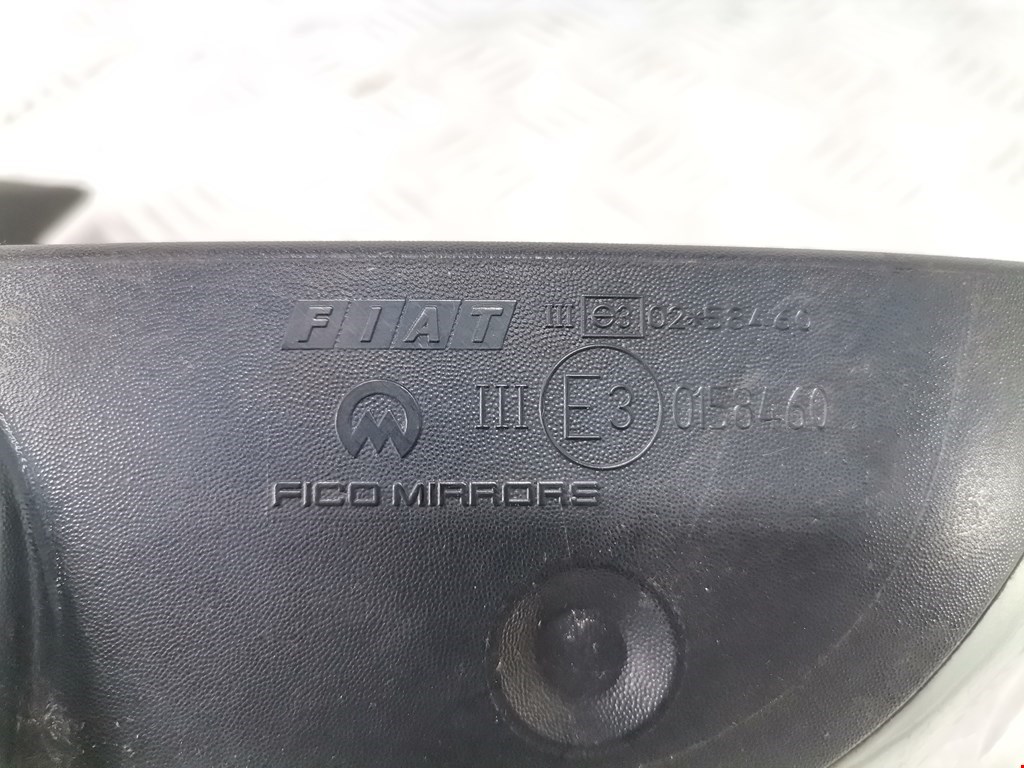 FIAT III e3 02*58460
III E3 0158460
FICO MIRRORS